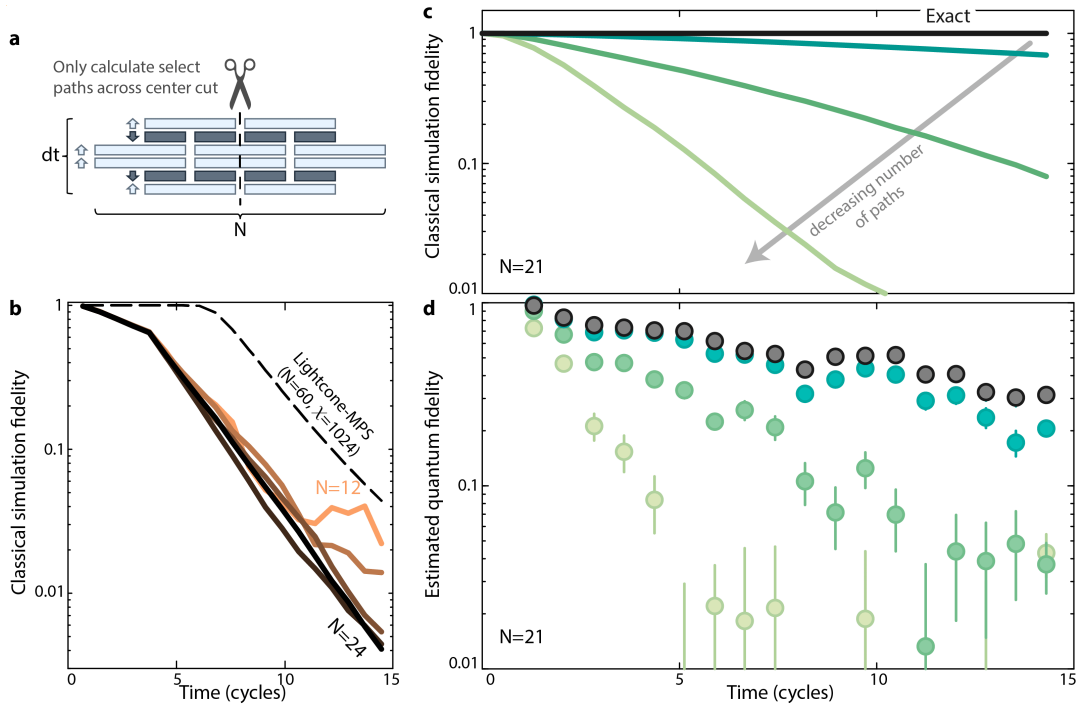 a
Only calculate select
paths across center cut
dt
N
b
Classical simulation fidelity
1
0.1
0.01
Lightcone-MPS
(N=60, χ=1024)
N=12
N=24
0
5
10
15
Time (cycles)
c
Classical simulation fidelity
1
0.1
0.01
Exact
decreasing number
of paths
N=21
d
Estimated quantum fidelity
1
0.1
0.01
N=21
0
5
10
15
Time (cycles)